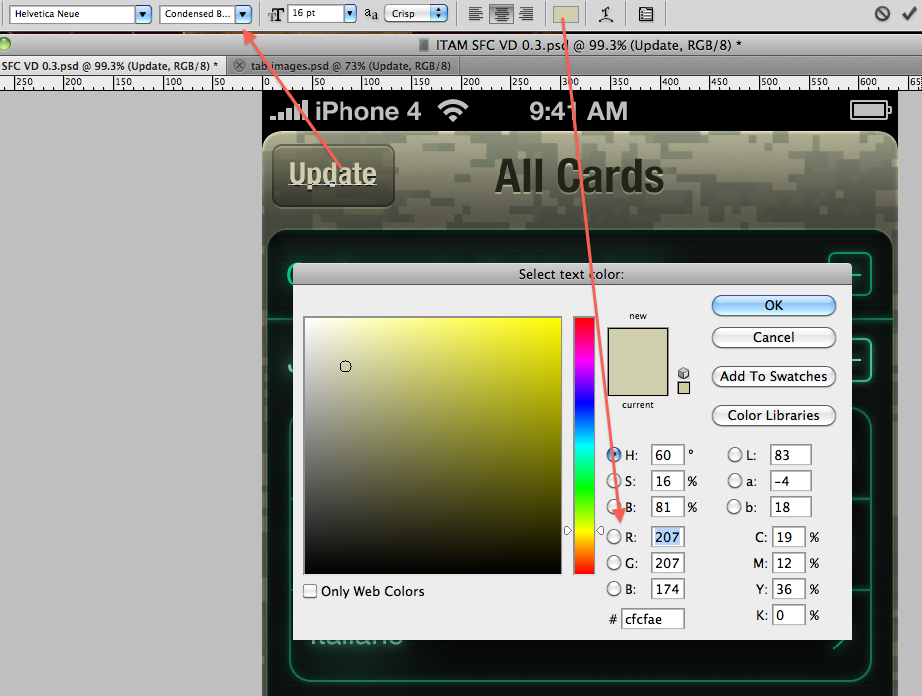 Helvetica Neue Condensed B... T 16 pt aa Crisp
ITAM SFC VD 0.3.psd @ 99.3% (Update, RGB/8) *
SFC VD 0.3.psd @ 99.3% (Update, RGB/8) * tab images.psd @ 73% (Update, RGB/8)
250 200 150 100 50 0 50 100 150 200 250 300 350 400 450 500 550 600 65
iPhone 4 9:41 AM
Update All Cards
Select text color:
new
current
OK
Cancel
Add To Swatches
Color Libraries
H: 60 ° L: 83
S: 16 % a: -4
B: 81 % b: 18
R: 207 C: 19 %
G: 207 M: 12 %
B: 174 Y: 36 %
# cfcfae K: 0 %
Only Web Colors
Italiano